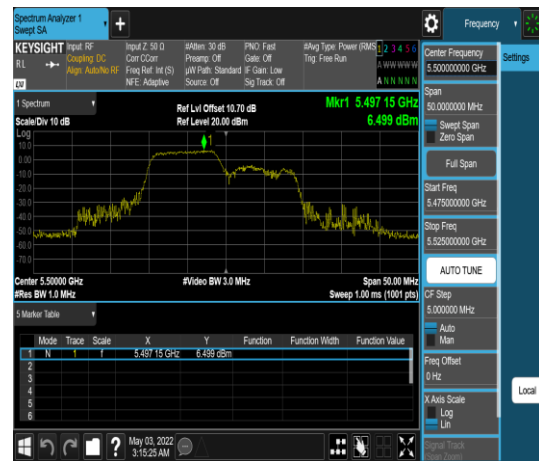 Spectrum Analyzer 1
Swept SA
+
Frequency
KEYSIGHT
RL
Input: RF
Coupling: DC
Align: Auto/No RF
Input Z: 50 Ω
Corr CCorr
Freq Ref: Int (S)
NFE: Adaptive
#Atten: 30 dB
Preamp: Off
µW Path: Standard
Source: Off
PNO: Fast
Gate: Off
IF Gain: Low
Sig Track: Off
#Avg Type: Power (RMS
Trig: Free Run
1 2 3 4 5 6
A WW WW W
A N N N N N
Settings
1 Spectrum
Scale/Div 10 dB
Ref Lvl Offset 10.70 dB
Ref Level 20.00 dBm
Mkr1 5.497 15 GHz
6.499 dBm
Log
10.0
0.00
-10.0
-20.0
-30.0
-40.0
-50.0
-60.0
-70.0
1
Center 5.50000 GHz
#Res BW 1.0 MHz
#Video BW 3.0 MHz
Span 50.00 MHz
Sweep 1.00 ms (1001 pts)
5 Marker Table
Mode Trace Scale X Y Function Function Width Function Value
1 N 1 f 5.497 15 GHz 6.499 dBm
2
3
4
5
6
Center Frequency
5.500000000 GHz
Span
50.0000000 MHz
Swept Span
Zero Span
Full Span
Start Freq
5.475000000 GHz
Stop Freq
5.525000000 GHz
AUTO TUNE
CF Step
5.000000 MHz
Auto
Man
Freq Offset
0 Hz
X Axis Scale
Log
Lin
Signal Track
(Span Zoom)
Local
?
May 03, 2022
3:15:25 AM